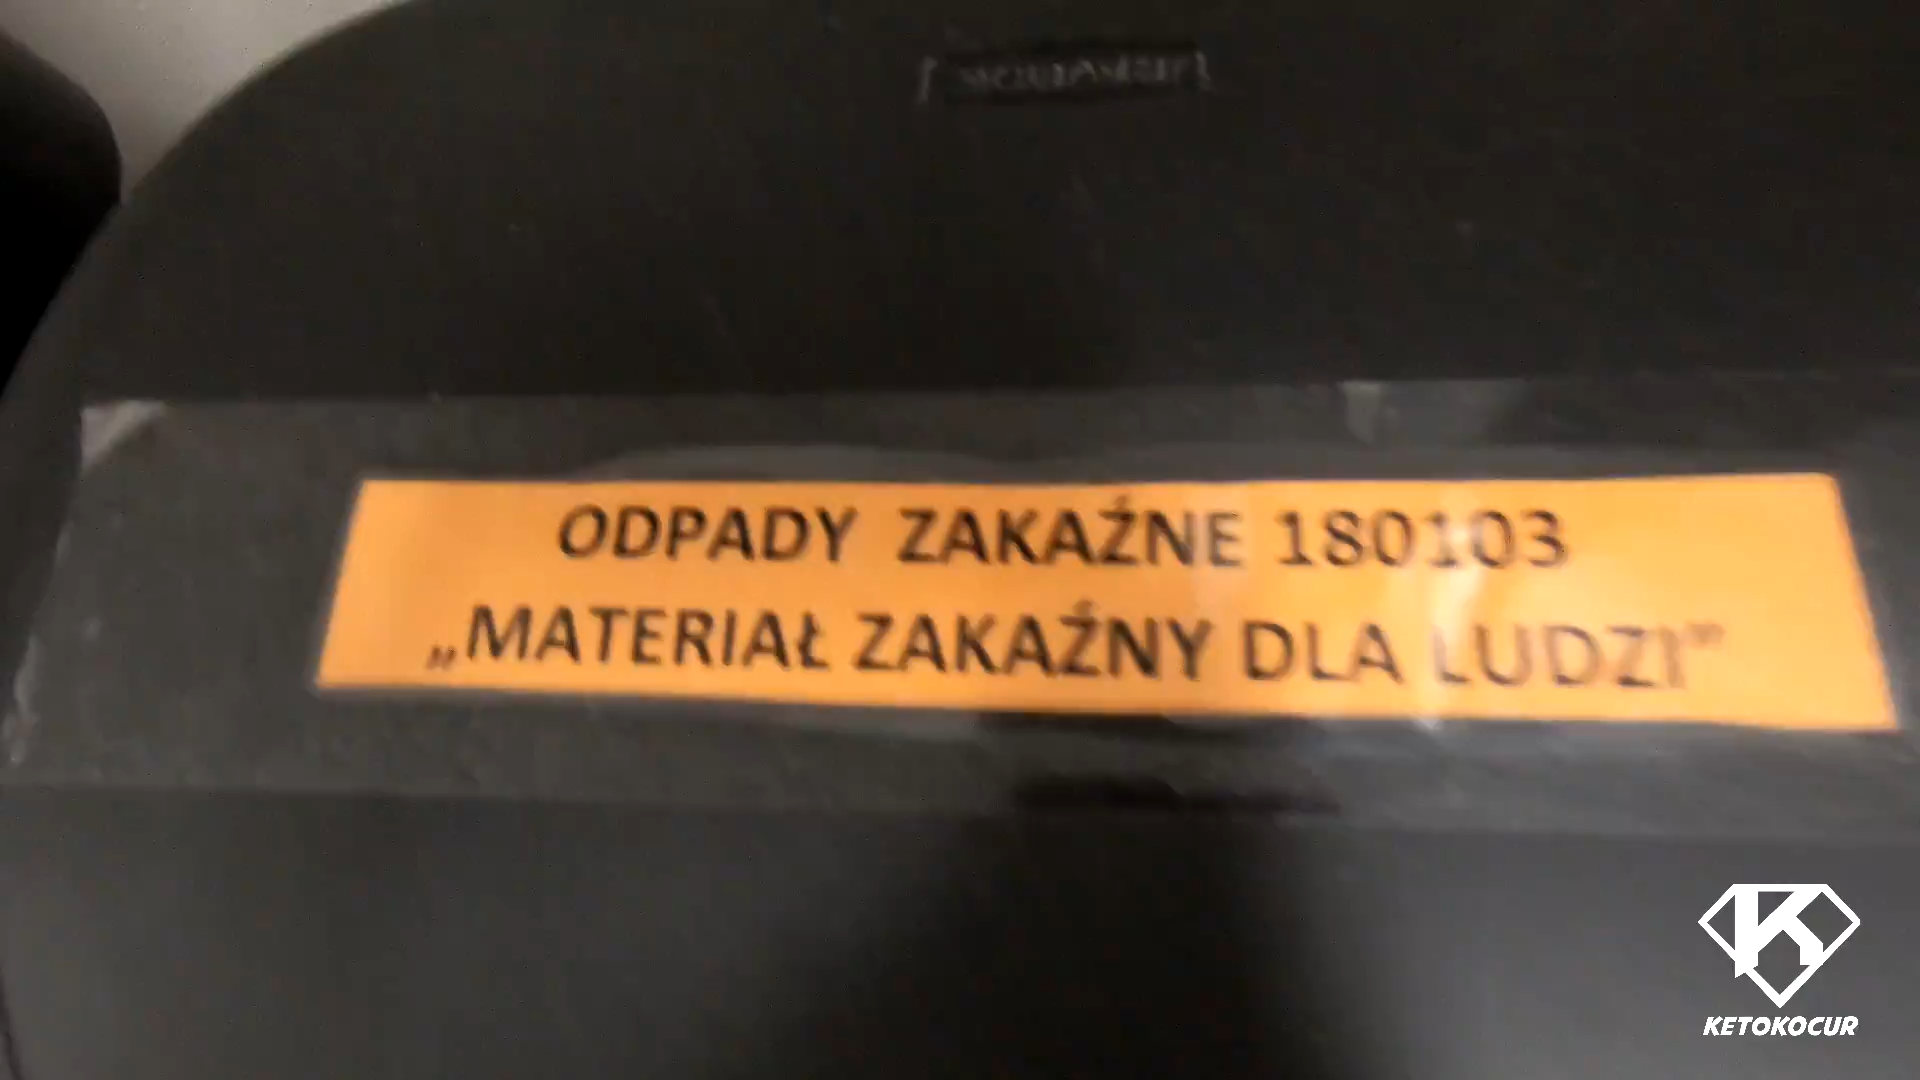 ODPADY ZAKAŹNE 180103
„MATERIAŁ ZAKAŹNY DLA LUDZI"
KETOKOCUR